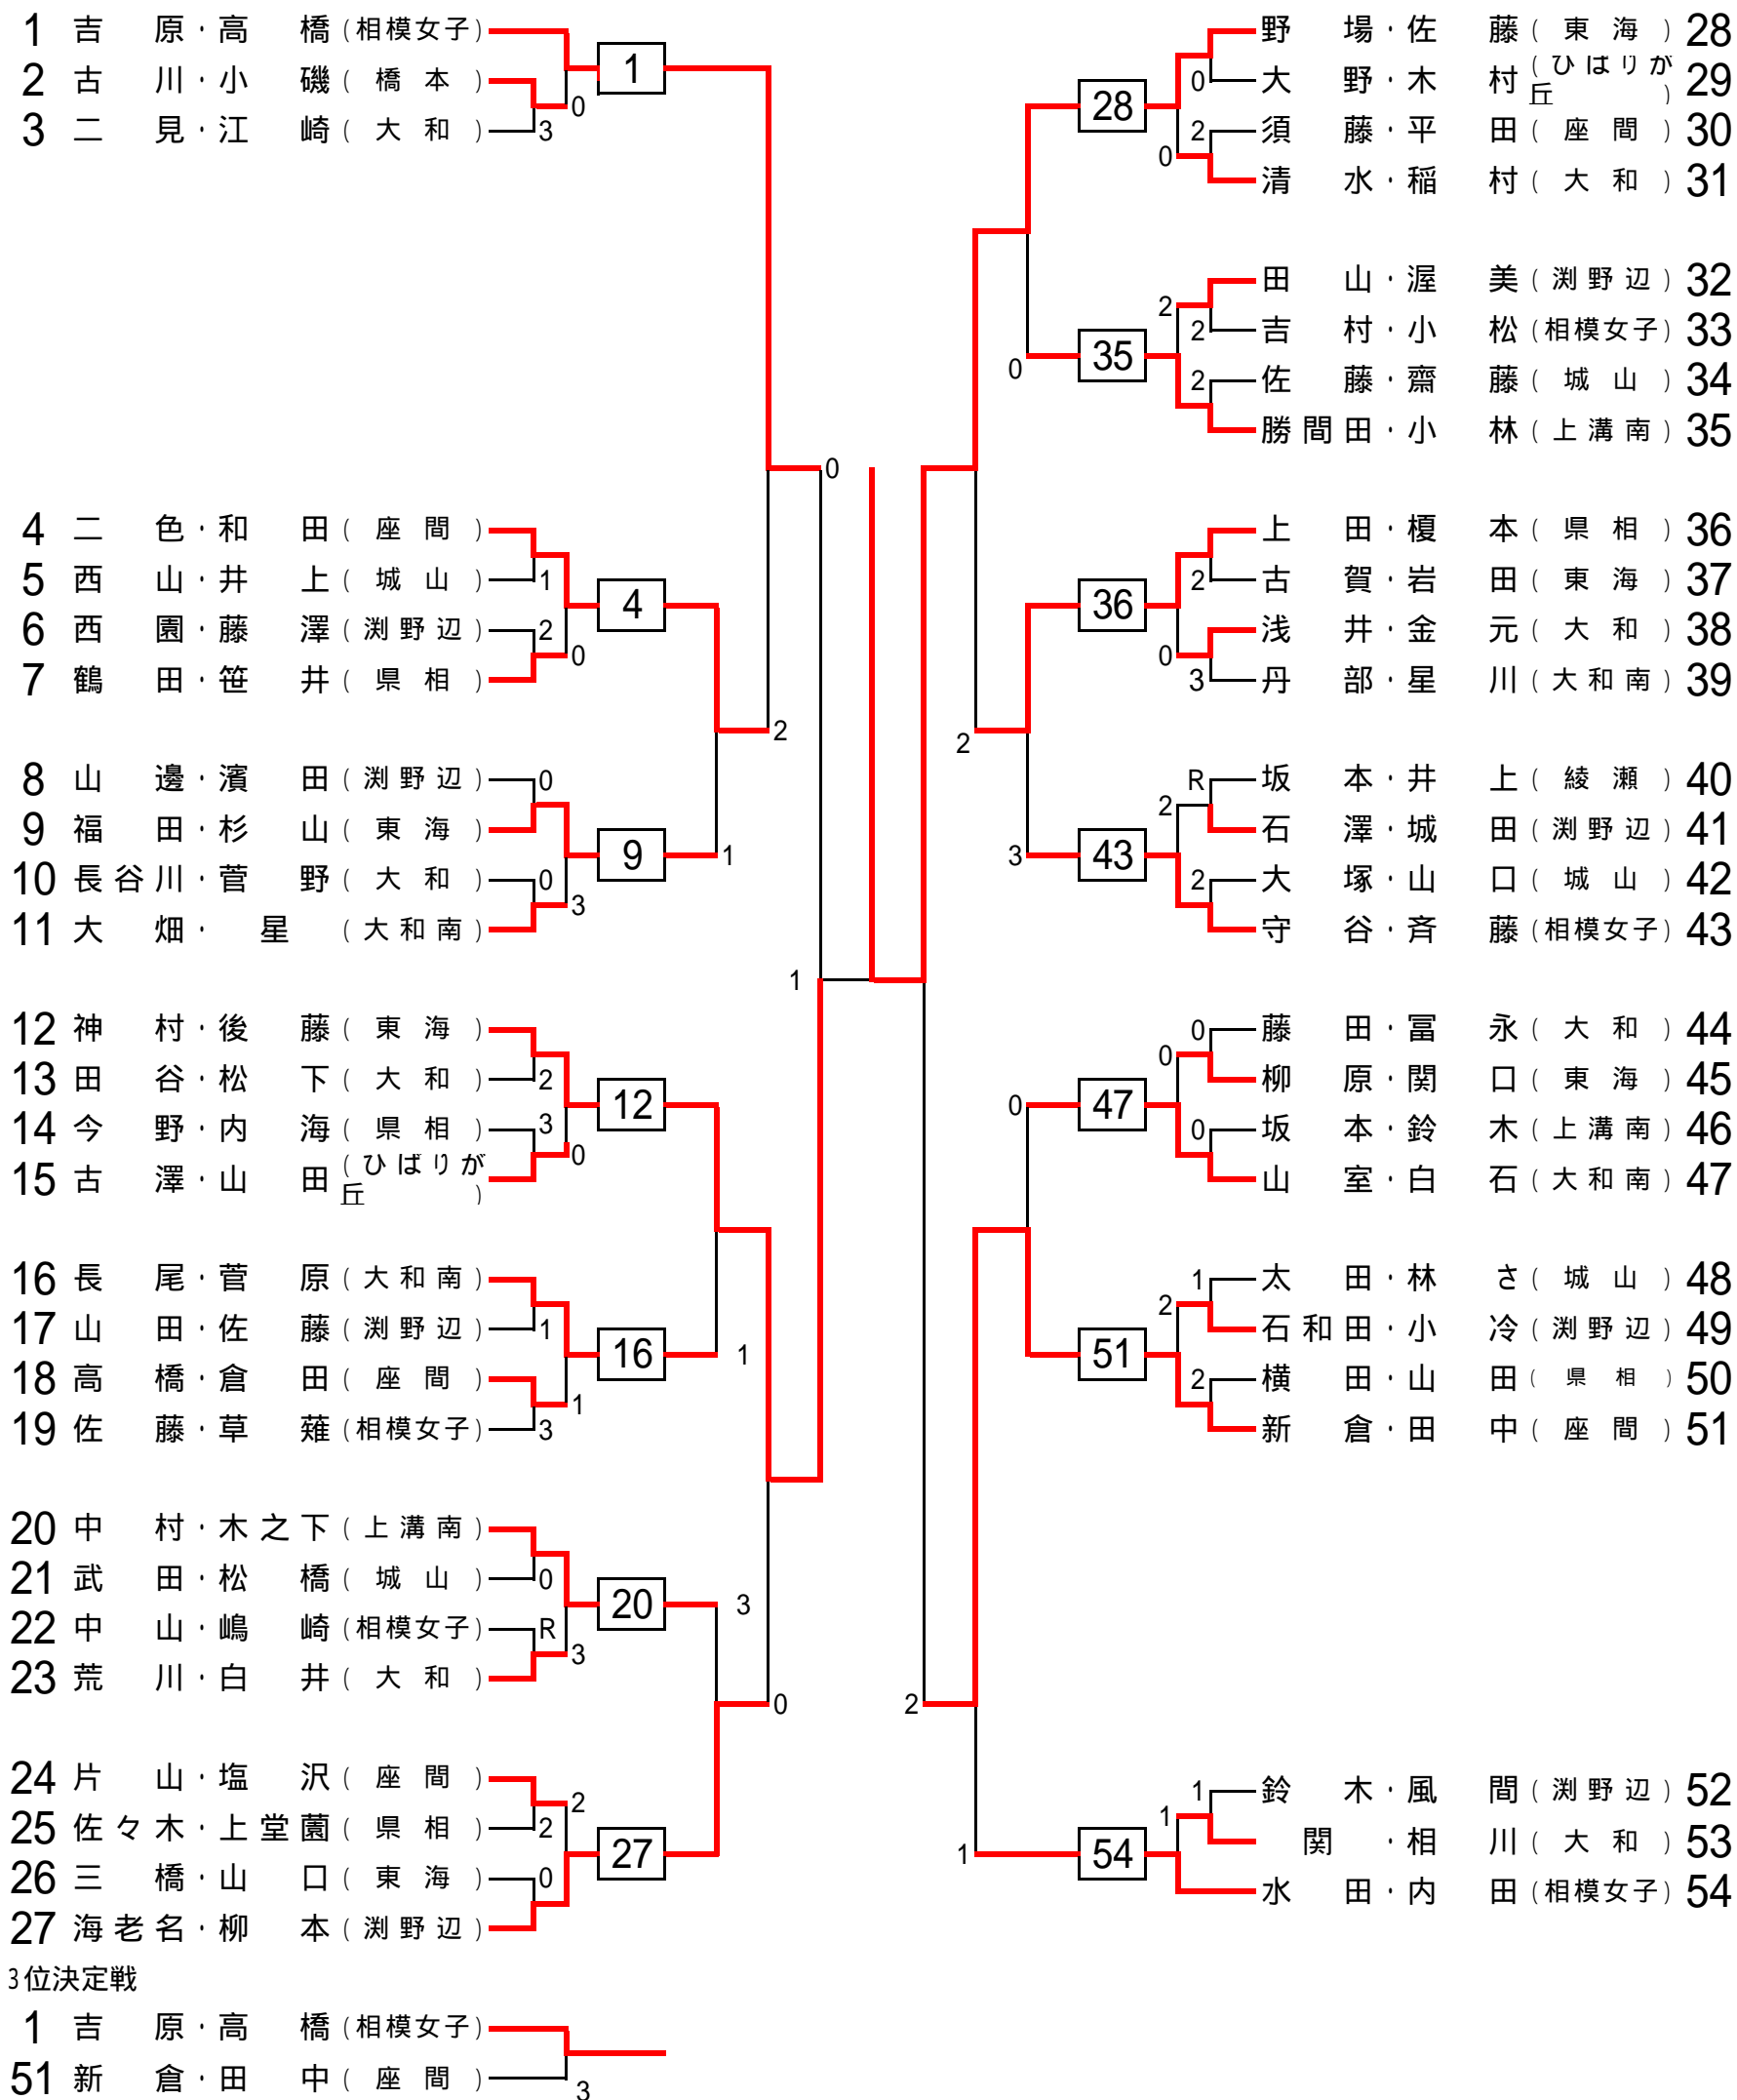 1 吉原・高橋(相模女子)
2 古川・小磯(橋本)
3 二見・江崎(大和)
1
0
3
4 二色・和田(座間)
5 西山・井上(城山)
6 西園・藤澤(渕野辺)
7 鶴田・笹井(県相)
1
4
2
0
8 山邊・濱田(渕野辺)
9 福田・杉山(東海)
10 長谷川・菅野(大和)
11 大畑・星(大和南)
0
9
0
3
2
1
12 神村・後藤(東海)
13 田谷・松下(大和)
14 今野・内海(県相)
15 古澤・山田(ひばりが丘)
2
12
3
0
16 長尾・菅原(大和南)
17 山田・佐藤(渕野辺)
18 高橋・倉田(座間)
19 佐藤・草薙(相模女子)
1
16
1
3
1
20 中村・木之下(上溝南)
21 武田・松橋(城山)
22 中山・嶋崎(相模女子)
23 荒川・白井(大和)
0
20
R
3
3
24 片山・塩沢(座間)
25 佐々木・上堂薗(県相)
26 三橋・山口(東海)
27 海老名・柳本(渕野辺)
2
2
27
0
0
0
1
3位決定戦
1 吉原・高橋(相模女子)
51 新倉・田中(座間)
3
野場・佐藤(東海) 28
大野・木村(ひばりが丘) 29
須藤・平田(座間) 30
清水・稲村(大和) 31
0
28
2
0
田山・渥美(渕野辺) 32
吉村・小松(相模女子) 33
佐藤・齋藤(城山) 34
勝間田・小林(上溝南) 35
2
2
35
2
0
上田・榎本(県相) 36
古賀・岩田(東海) 37
浅井・金元(大和) 38
丹部・星川(大和南) 39
2
36
0
3
2
坂本・井上(綾瀬) 40
石澤・城田(渕野辺) 41
大塚・山口(城山) 42
守谷・斉藤(相模女子) 43
R
2
43
2
3
藤田・冨永(大和) 44
柳原・関口(東海) 45
坂本・鈴木(上溝南) 46
山室・白石(大和南) 47
0
0
47
0
0
太田・林さ(城山) 48
石和田・小冷(渕野辺) 49
横田・山田(県相) 50
新倉・田中(座間) 51
1
2
51
2
2
鈴木・風間(渕野辺) 52
関・相川(大和) 53
水田・内田(相模女子) 54
1
1
54
1